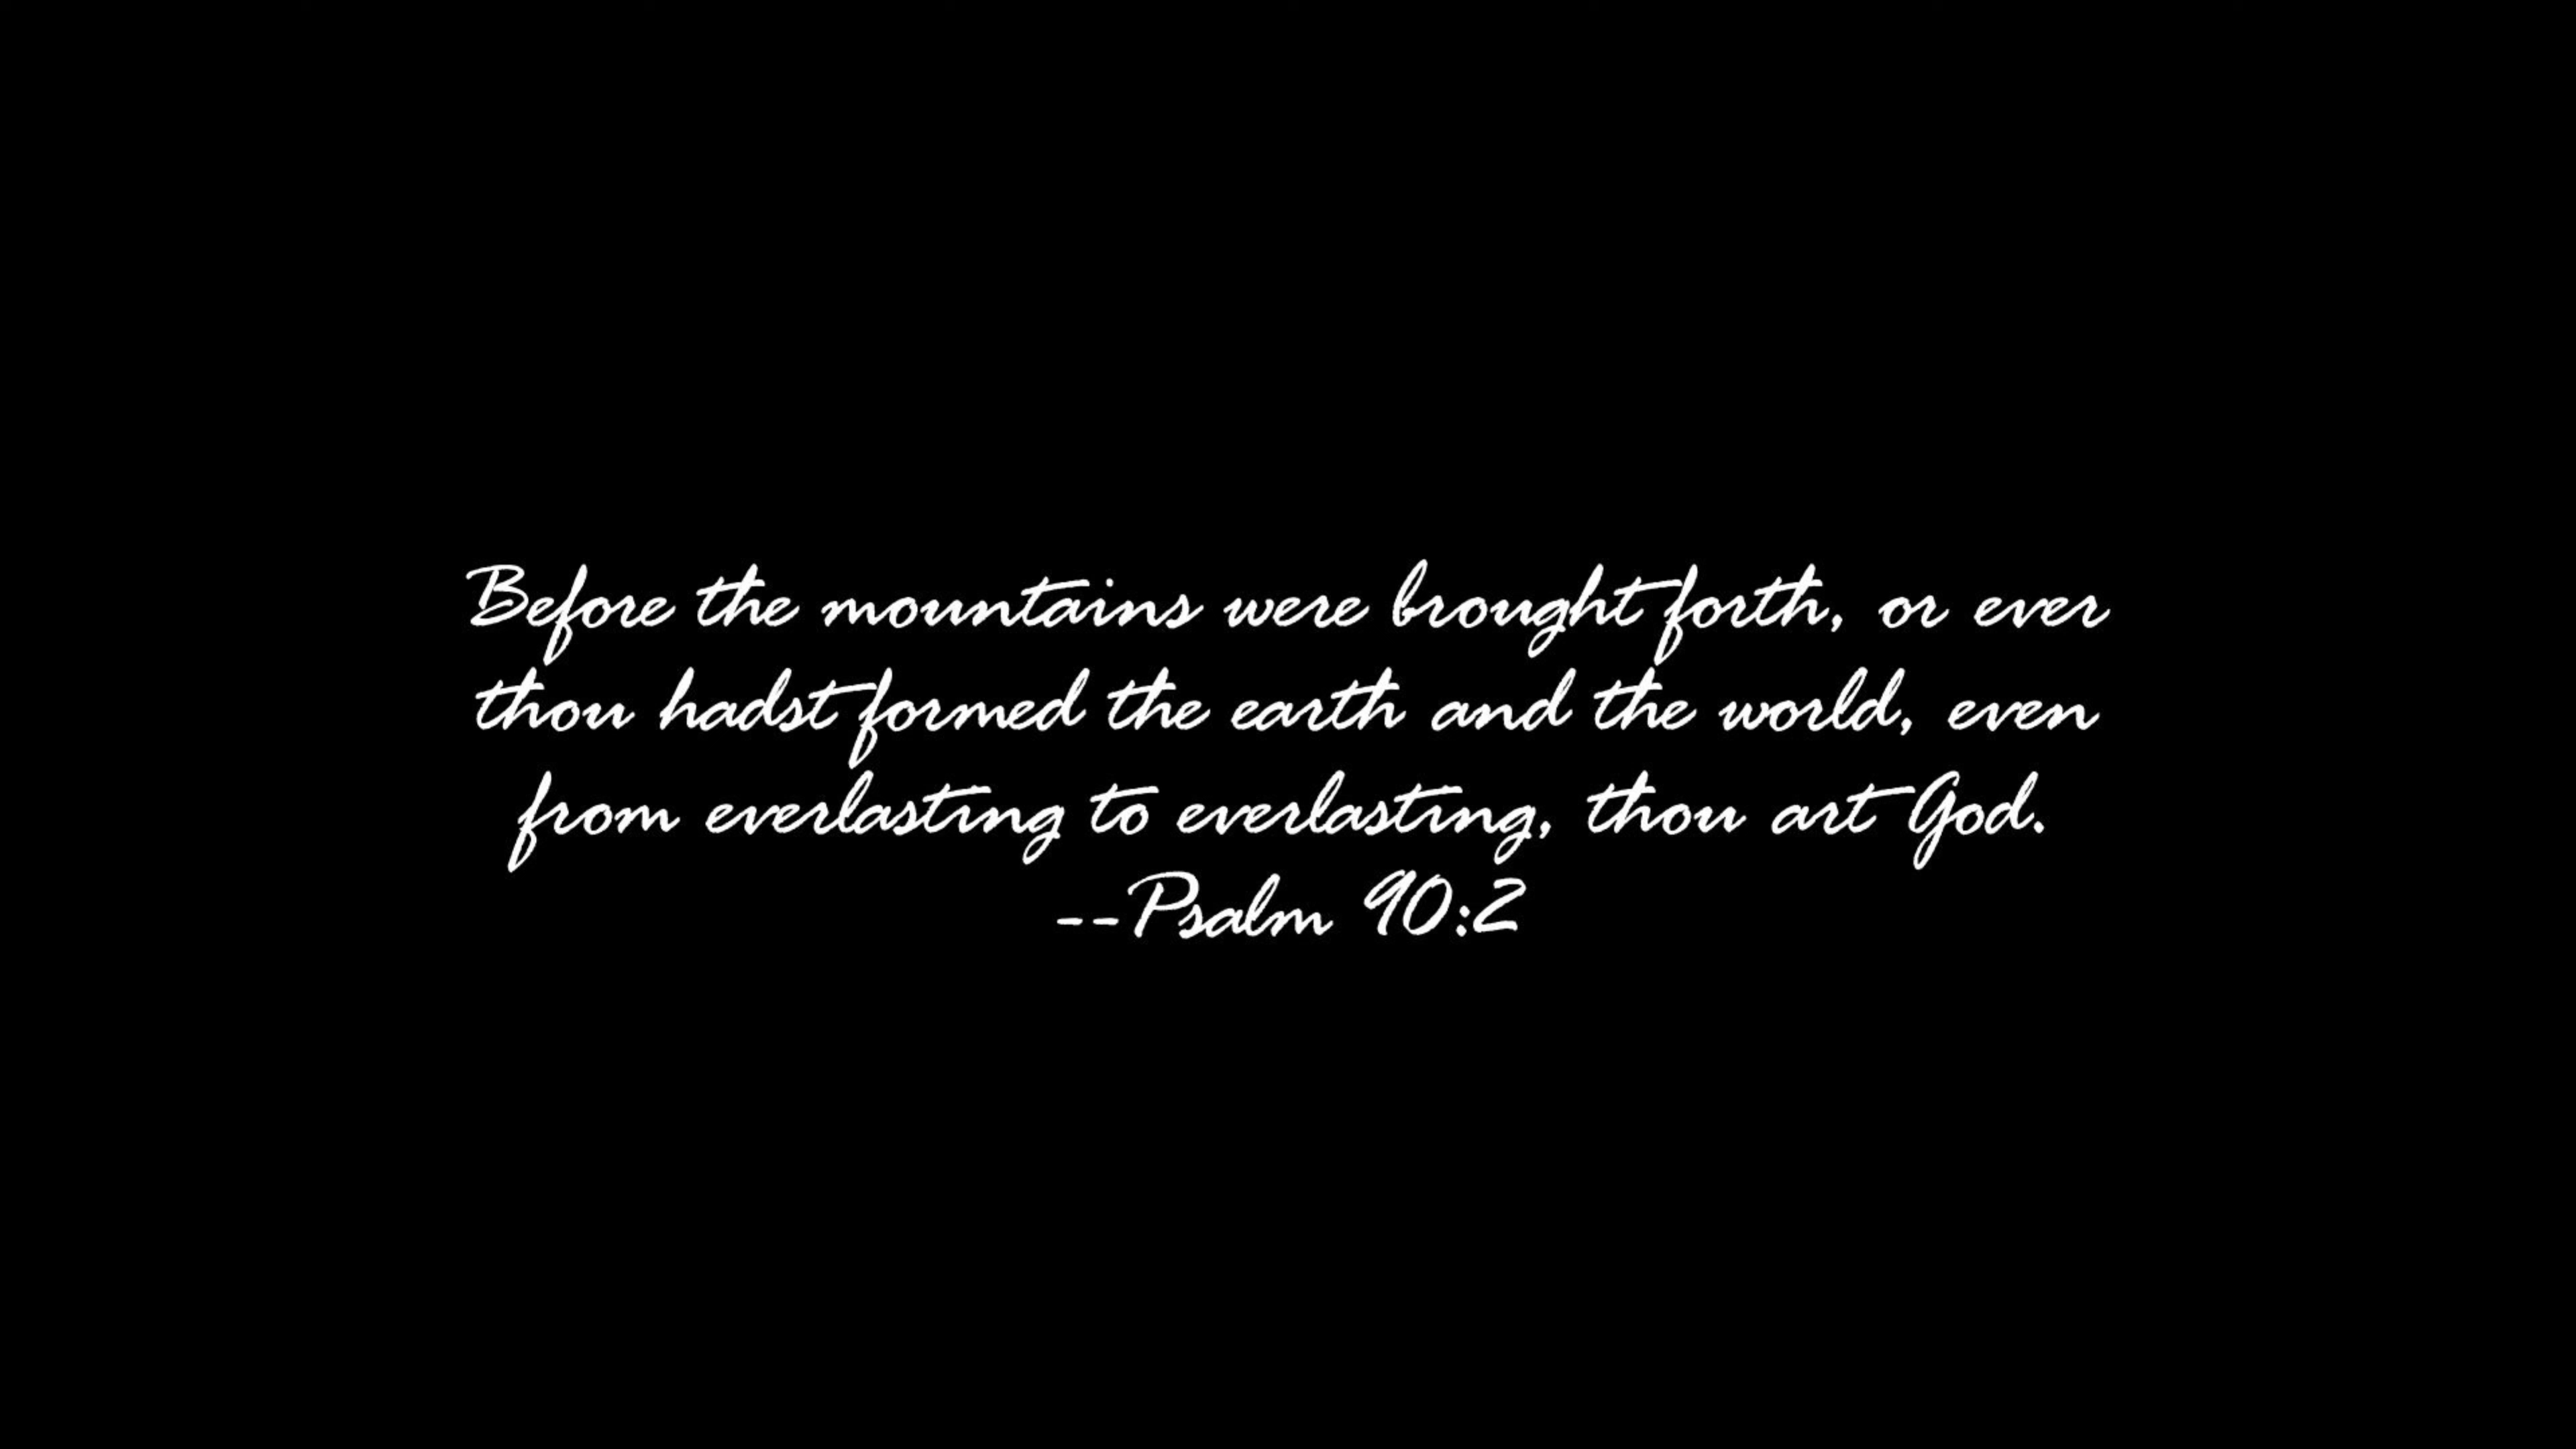 Before the mountains were brought forth, or ever
thou hadst formed the earth and the world, even
from everlasting to everlasting, thou art God.
--Psalm 90:2